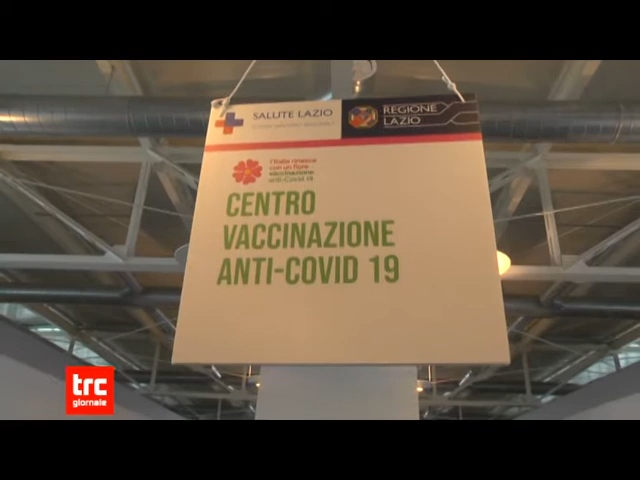 SALUTE LAZIO
REGIONE
LAZIO
l'Italia rinasce
con un fiore
vaccinazione
anti-Covid 19
CENTRO
VACCINAZIONE
ANTI-COVID 19
trc
giornale